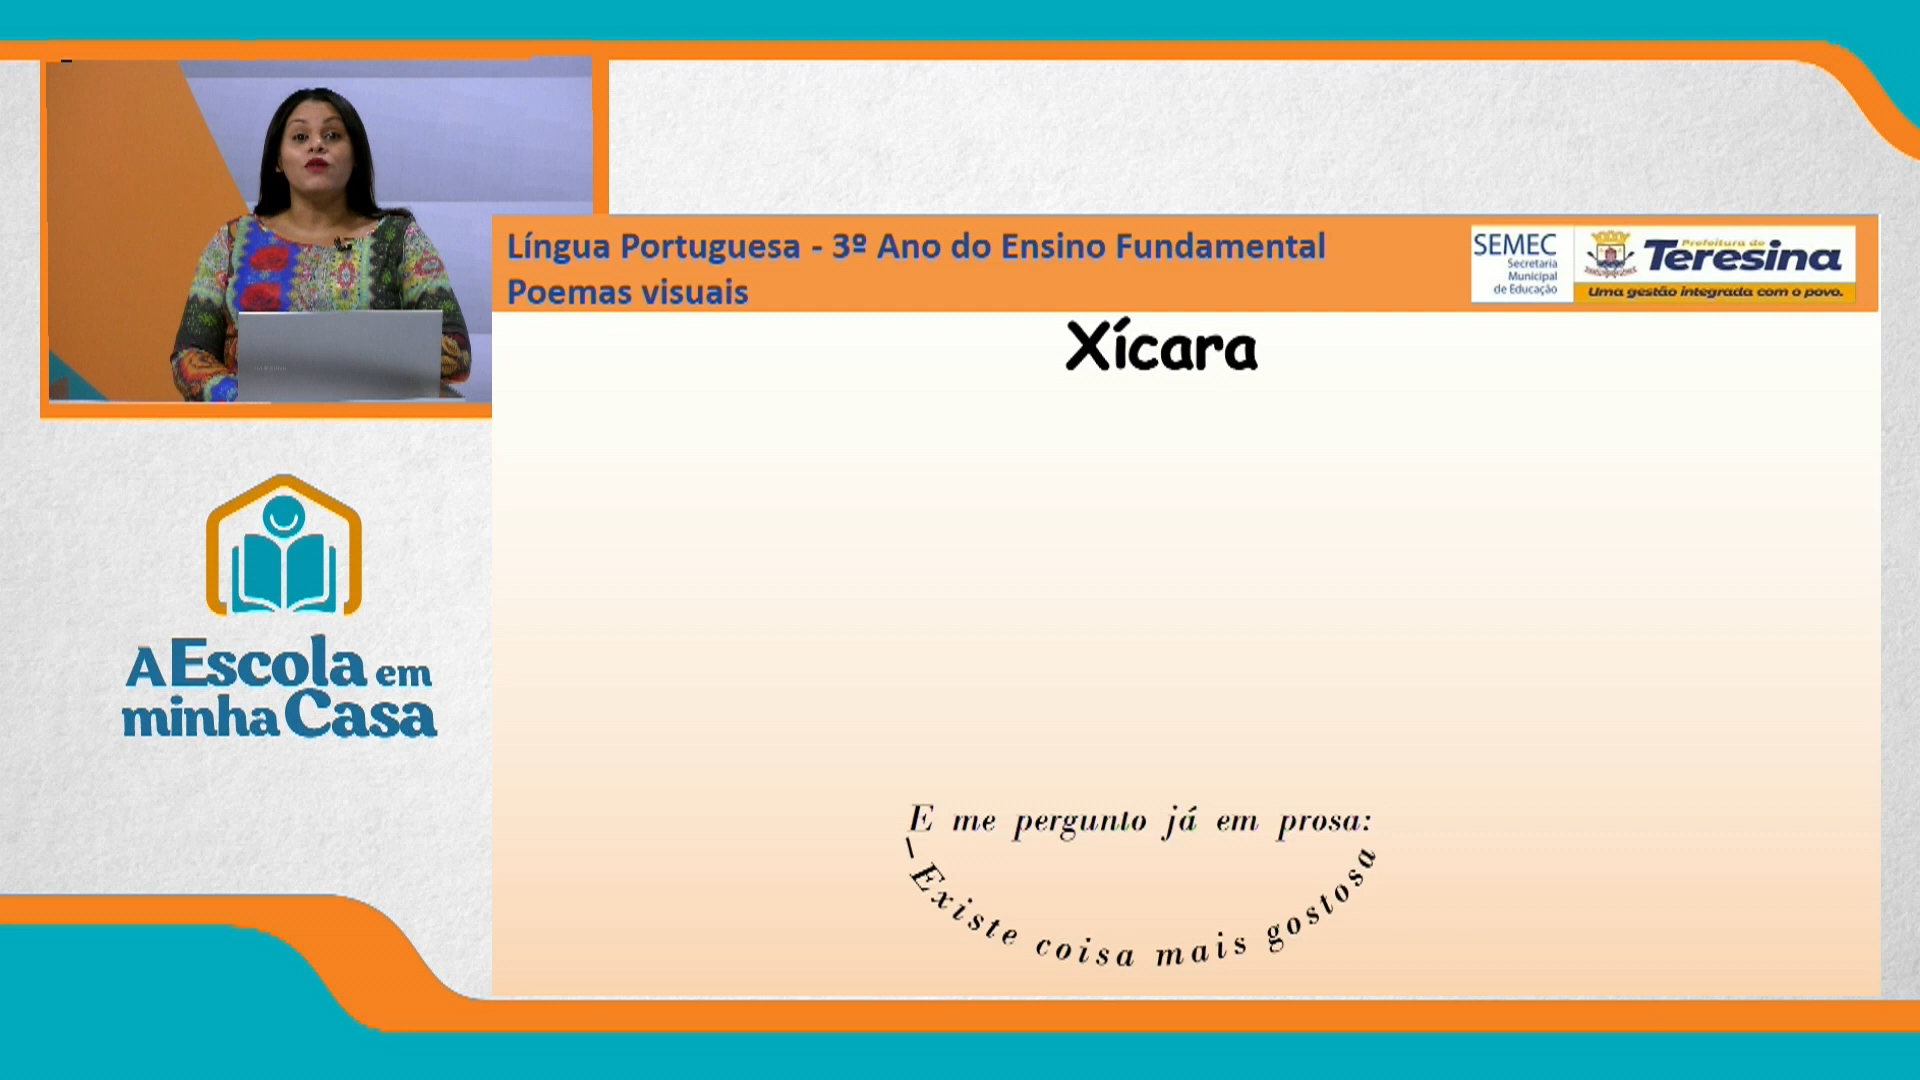 Língua Portuguesa - 3º Ano do Ensino Fundamental
Poemas visuais
SEMEC
Secretaria
Municipal
de Educação
Prefeitura de
Teresina
Uma gestão integrada com o povo.
Xícara
E me pergunto já em prosa:
– Existe coisa mais gostosa
A Escola em
minha Casa